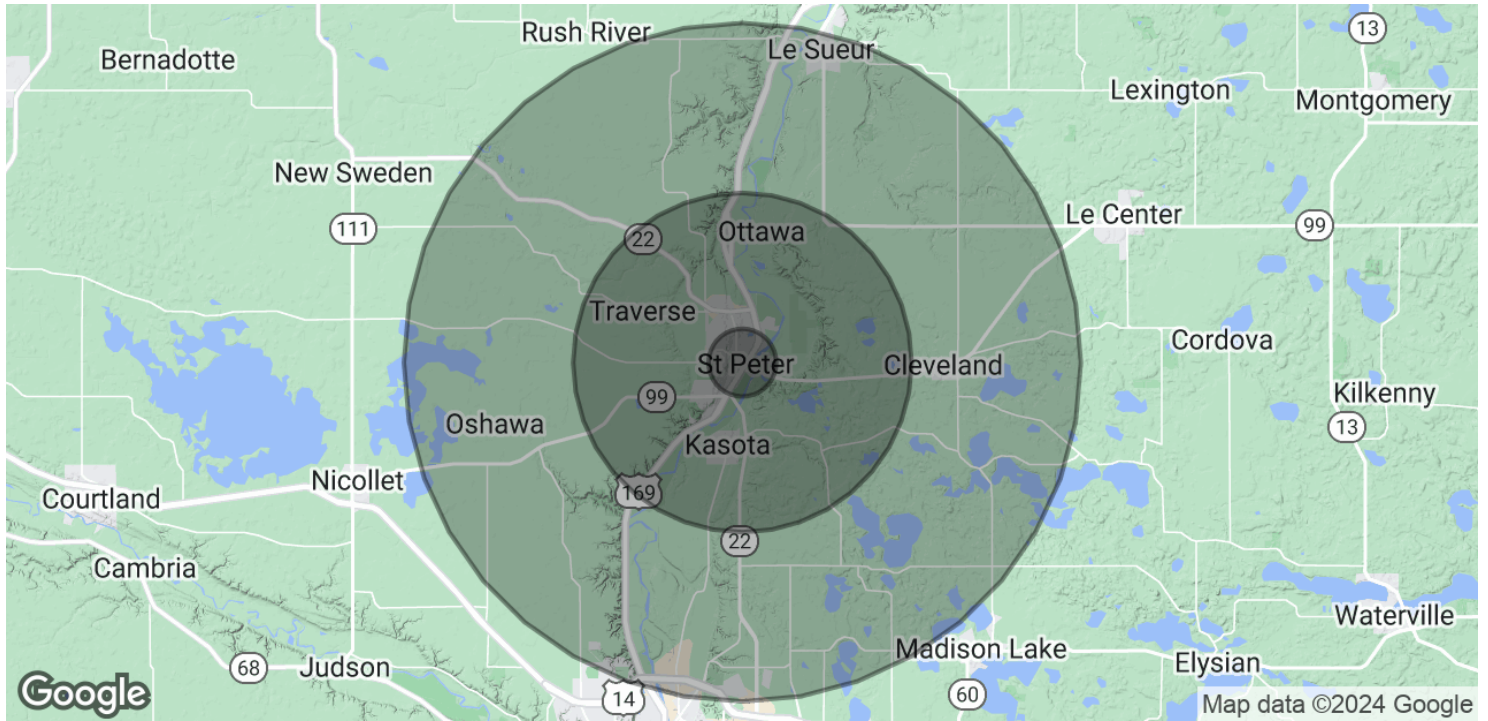 Rush River
Le Sueur
13
Bernadotte
Lexington
Montgomery
New Sweden
Le Center
111
22
Ottawa
99
Traverse
Cordova
St Peter
Cleveland
99
Kilkenny
Oshawa
13
Kasota
Nicollet
Courtland
169
22
Cambria
Waterville
Madison Lake
Judson
68
Elysian
14
60
Google
Map data ©2024 Google